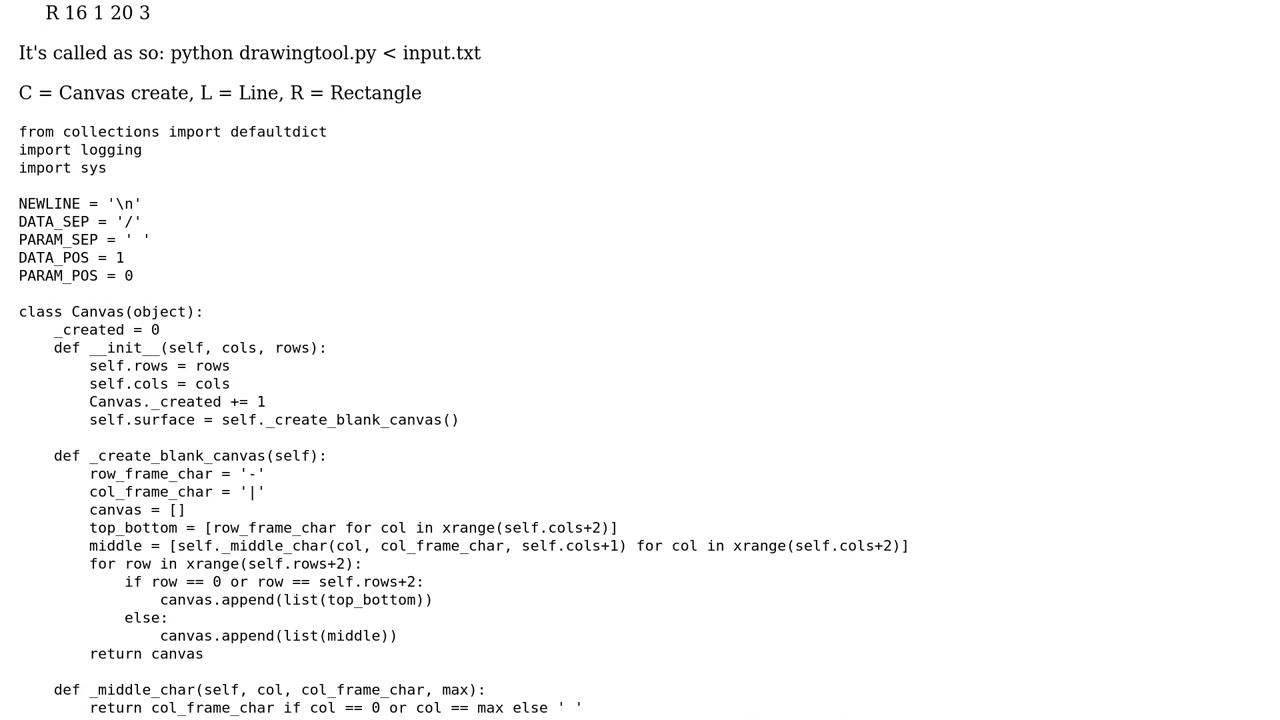 R 16 1 20 3
It's called as so: python drawingtool.py < input.txt
C = Canvas create, L = Line, R = Rectangle
from collections import defaultdict
import logging
import sys
NEWLINE = '\n'
DATA_SEP = '/'
PARAM_SEP = ' '
DATA_POS = 1
PARAM_POS = 0
class Canvas(object):
    _created = 0
    def __init__(self, cols, rows):
        self.rows = rows
        self.cols = cols
        Canvas._created += 1
        self.surface = self._create_blank_canvas()
    def _create_blank_canvas(self):
        row_frame_char = '-'
        col_frame_char = '|'
        canvas = []
        top_bottom = [row_frame_char for col in xrange(self.cols+2)]
        middle = [self._middle_char(col, col_frame_char, self.cols+1) for col in xrange(self.cols+2)]
        for row in xrange(self.rows+2):
            if row == 0 or row == self.rows+2:
                canvas.append(list(top_bottom))
            else:
                canvas.append(list(middle))
        return canvas
    def _middle_char(self, col, col_frame_char, max):
        return col_frame_char if col == 0 or col == max else ' '